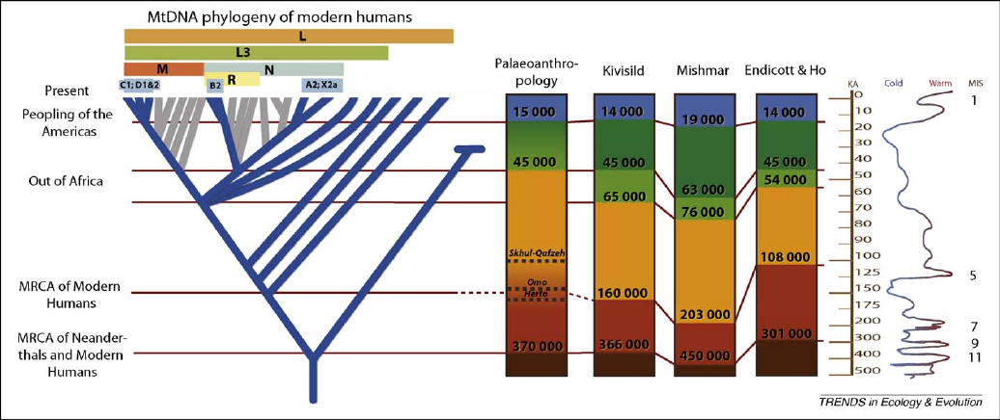 MtDNA phylogeny of modern humans
L
L3
M
N
R
C1; D1&2
B2
A2; X2a
Present
Peopling of the
Americas
Out of Africa
MRCA of Modern
Humans
MRCA of Neander-
thals and Modern
Humans
Palaeoanthro-
pology
15 000
45 000
Skhul-Qafzeh
Omo
Herto
370 000
Kivisild
14 000
45 000
65 000
160 000
366 000
Mishmar
19 000
63 000
76 000
203 000
450 000
Endicott & Ho
14 000
45 000
54 000
108 000
301 000
KA
0
10
20
30
40
50
60
70
80
90
100
125
150
175
200
300
400
500
Cold
Warm
MIS
1
5
7
9
11
TRENDS in Ecology & Evolution